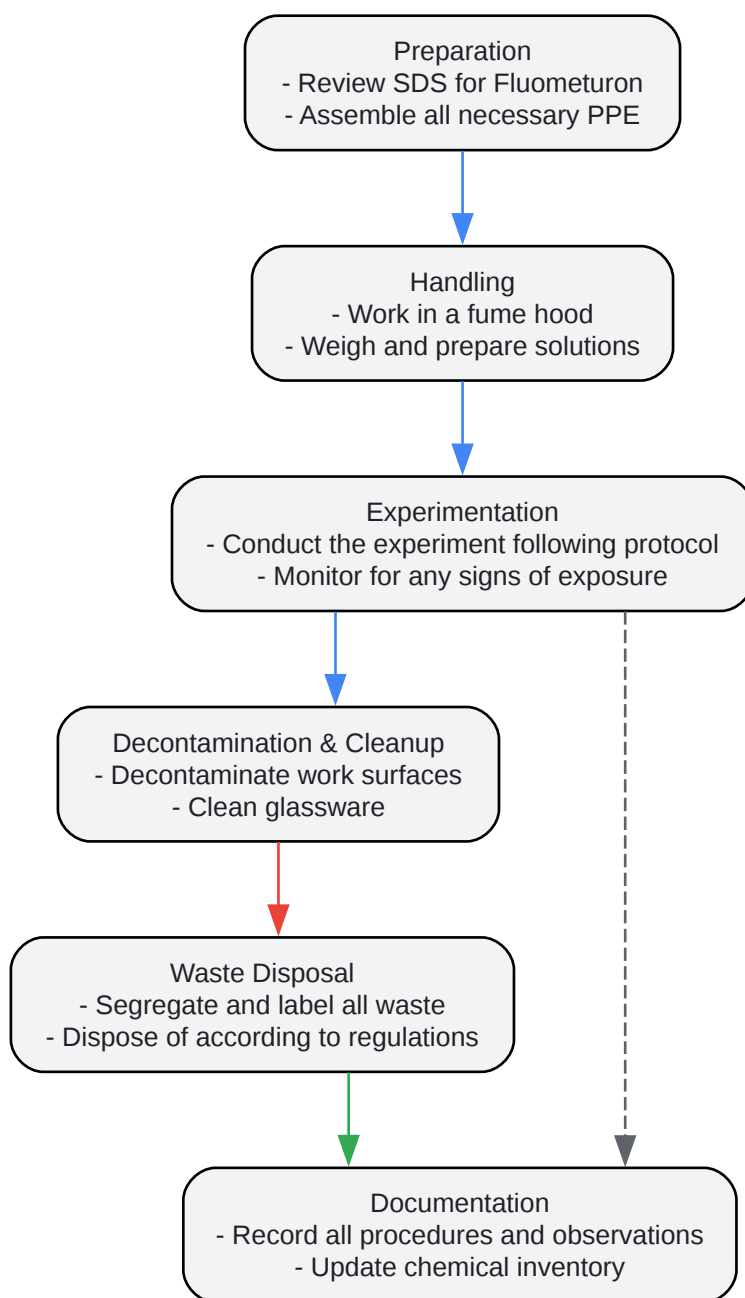 Preparation
- Review SDS for Fluometuron
- Assemble all necessary PPE
Handling
- Work in a fume hood
- Weigh and prepare solutions
Experimentation
- Conduct the experiment following protocol
- Monitor for any signs of exposure
Decontamination & Cleanup
- Decontaminate work surfaces
- Clean glassware
Waste Disposal
- Segregate and label all waste
- Dispose of according to regulations
Documentation
- Record all procedures and observations
- Update chemical inventory